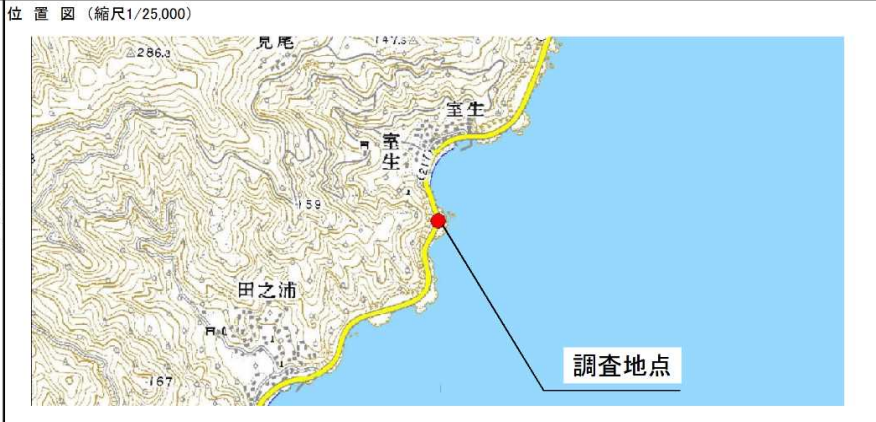 位置図 (縮尺1/25,000)
見尾
147.5
286.3
室生
室生
(217)
159
田之浦
調査地点
167